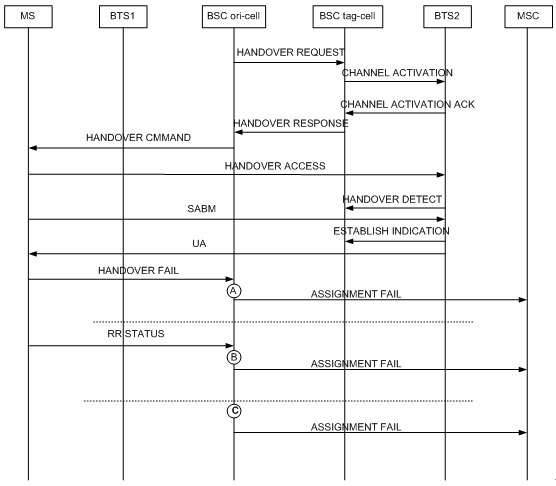 MS BTS1 BSC ori-cell BSC tag-cell BTS2 MSC
HANDOVER REQUEST
CHANNEL ACTIVATION
CHANNEL ACTIVATION ACK
HANDOVER RESPONSE
HANDOVER CMMAND
HANDOVER ACCESS
HANDOVER DETECT
SABM
ESTABLISH INDICATION
UA
HANDOVER FAIL
A
ASSIGNMENT FAIL
RR STATUS
B
ASSIGNMENT FAIL
C
ASSIGNMENT FAIL